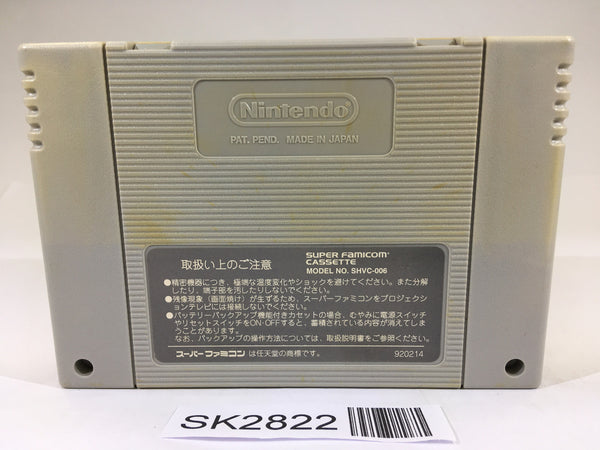 Nintendo
PAT. PEND. MADE IN JAPAN
取扱い上のご注意
SUPER FAMICOM
CASSETTE
MODEL NO. SHVC-006
●精密機器につき、極端な温度変化やショックを避けてください。また分解
したり、端子部を汚したりしないでください。
●残像現象（画面焼け）が生ずるため、スーパーファミコンをプロジェクシ
ョンテレビには接続しないでください。
●バッテリーバックアップ機能付きカセットの場合、むやみに電源スイッチ
やリセットスイッチをON・OFFすると、蓄積されている内容が消えてしま
うことがあります。
なお、バックアップの操作方法については、取扱説明書をご参照ください。
スーパーファミコンは任天堂の商標です。
920214
SK2822